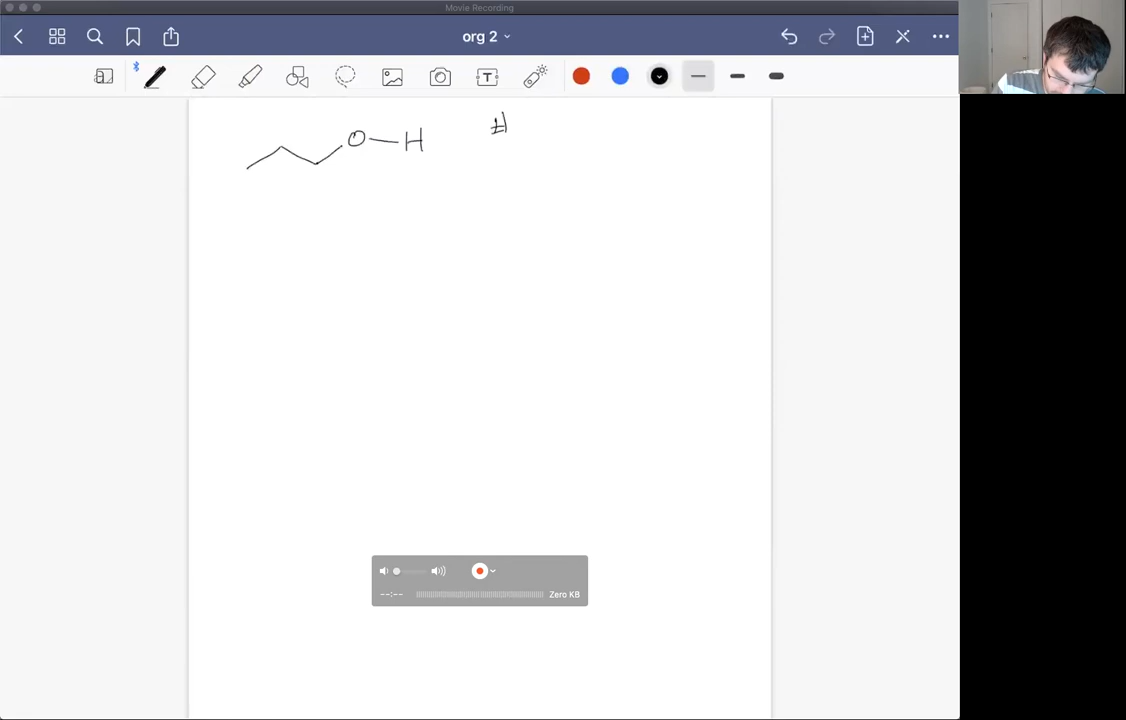 Movie Recording
org 2
T
O — H
--:--
Zero KB